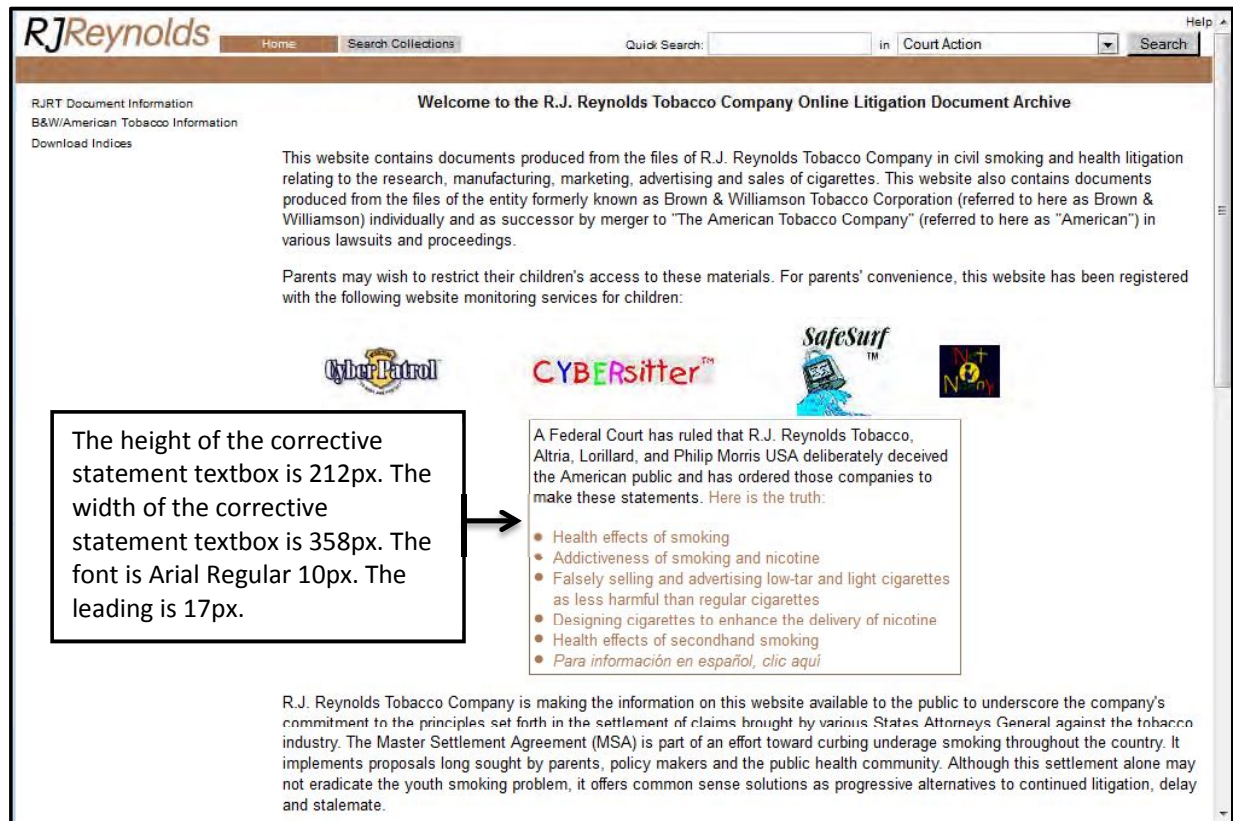 Help
RJReynolds
Home Search Collections Quick Search: in Court Action Search
RJRT Document Information
B&W/American Tobacco Information
Download Indices
Welcome to the R.J. Reynolds Tobacco Company Online Litigation Document Archive
This website contains documents produced from the files of R.J. Reynolds Tobacco Company in civil smoking and health litigation
relating to the research, manufacturing, marketing, advertising and sales of cigarettes. This website also contains documents
produced from the files of the entity formerly known as Brown & Williamson Tobacco Corporation (referred to here as Brown &
Williamson) individually and as successor by merger to "The American Tobacco Company" (referred to here as "American") in
various lawsuits and proceedings.
Parents may wish to restrict their children's access to these materials. For parents' convenience, this website has been registered
with the following website monitoring services for children:
CyberPatrol
CYBERsitter™
SafeSurf
TM
Net
Nanny
The height of the corrective
statement textbox is 212px. The
width of the corrective
statement textbox is 358px. The
font is Arial Regular 10px. The
leading is 17px.
A Federal Court has ruled that R.J. Reynolds Tobacco,
Altria, Lorillard, and Philip Morris USA deliberately deceived
the American public and has ordered those companies to
make these statements. Here is the truth:
• Health effects of smoking
• Addictiveness of smoking and nicotine
• Falsely selling and advertising low-tar and light cigarettes
as less harmful than regular cigarettes
• Designing cigarettes to enhance the delivery of nicotine
• Health effects of secondhand smoking
• Para información en español, clic aquí
R.J. Reynolds Tobacco Company is making the information on this website available to the public to underscore the company's
commitment to the principles set forth in the settlement of claims brought by various States Attorneys General against the tobacco
industry. The Master Settlement Agreement (MSA) is part of an effort toward curbing underage smoking throughout the country. It
implements proposals long sought by parents, policy makers and the public health community. Although this settlement alone may
not eradicate the youth smoking problem, it offers common sense solutions as progressive alternatives to continued litigation, delay
and stalemate.